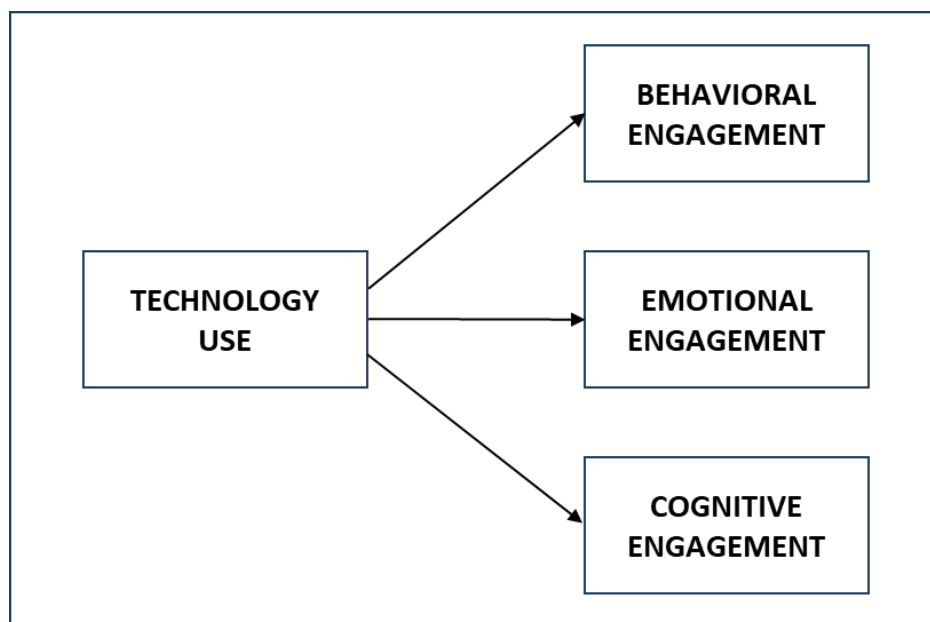 BEHAVIORAL
ENGAGEMENT
TECHNOLOGY
USE
EMOTIONAL
ENGAGEMENT
COGNITIVE
ENGAGEMENT